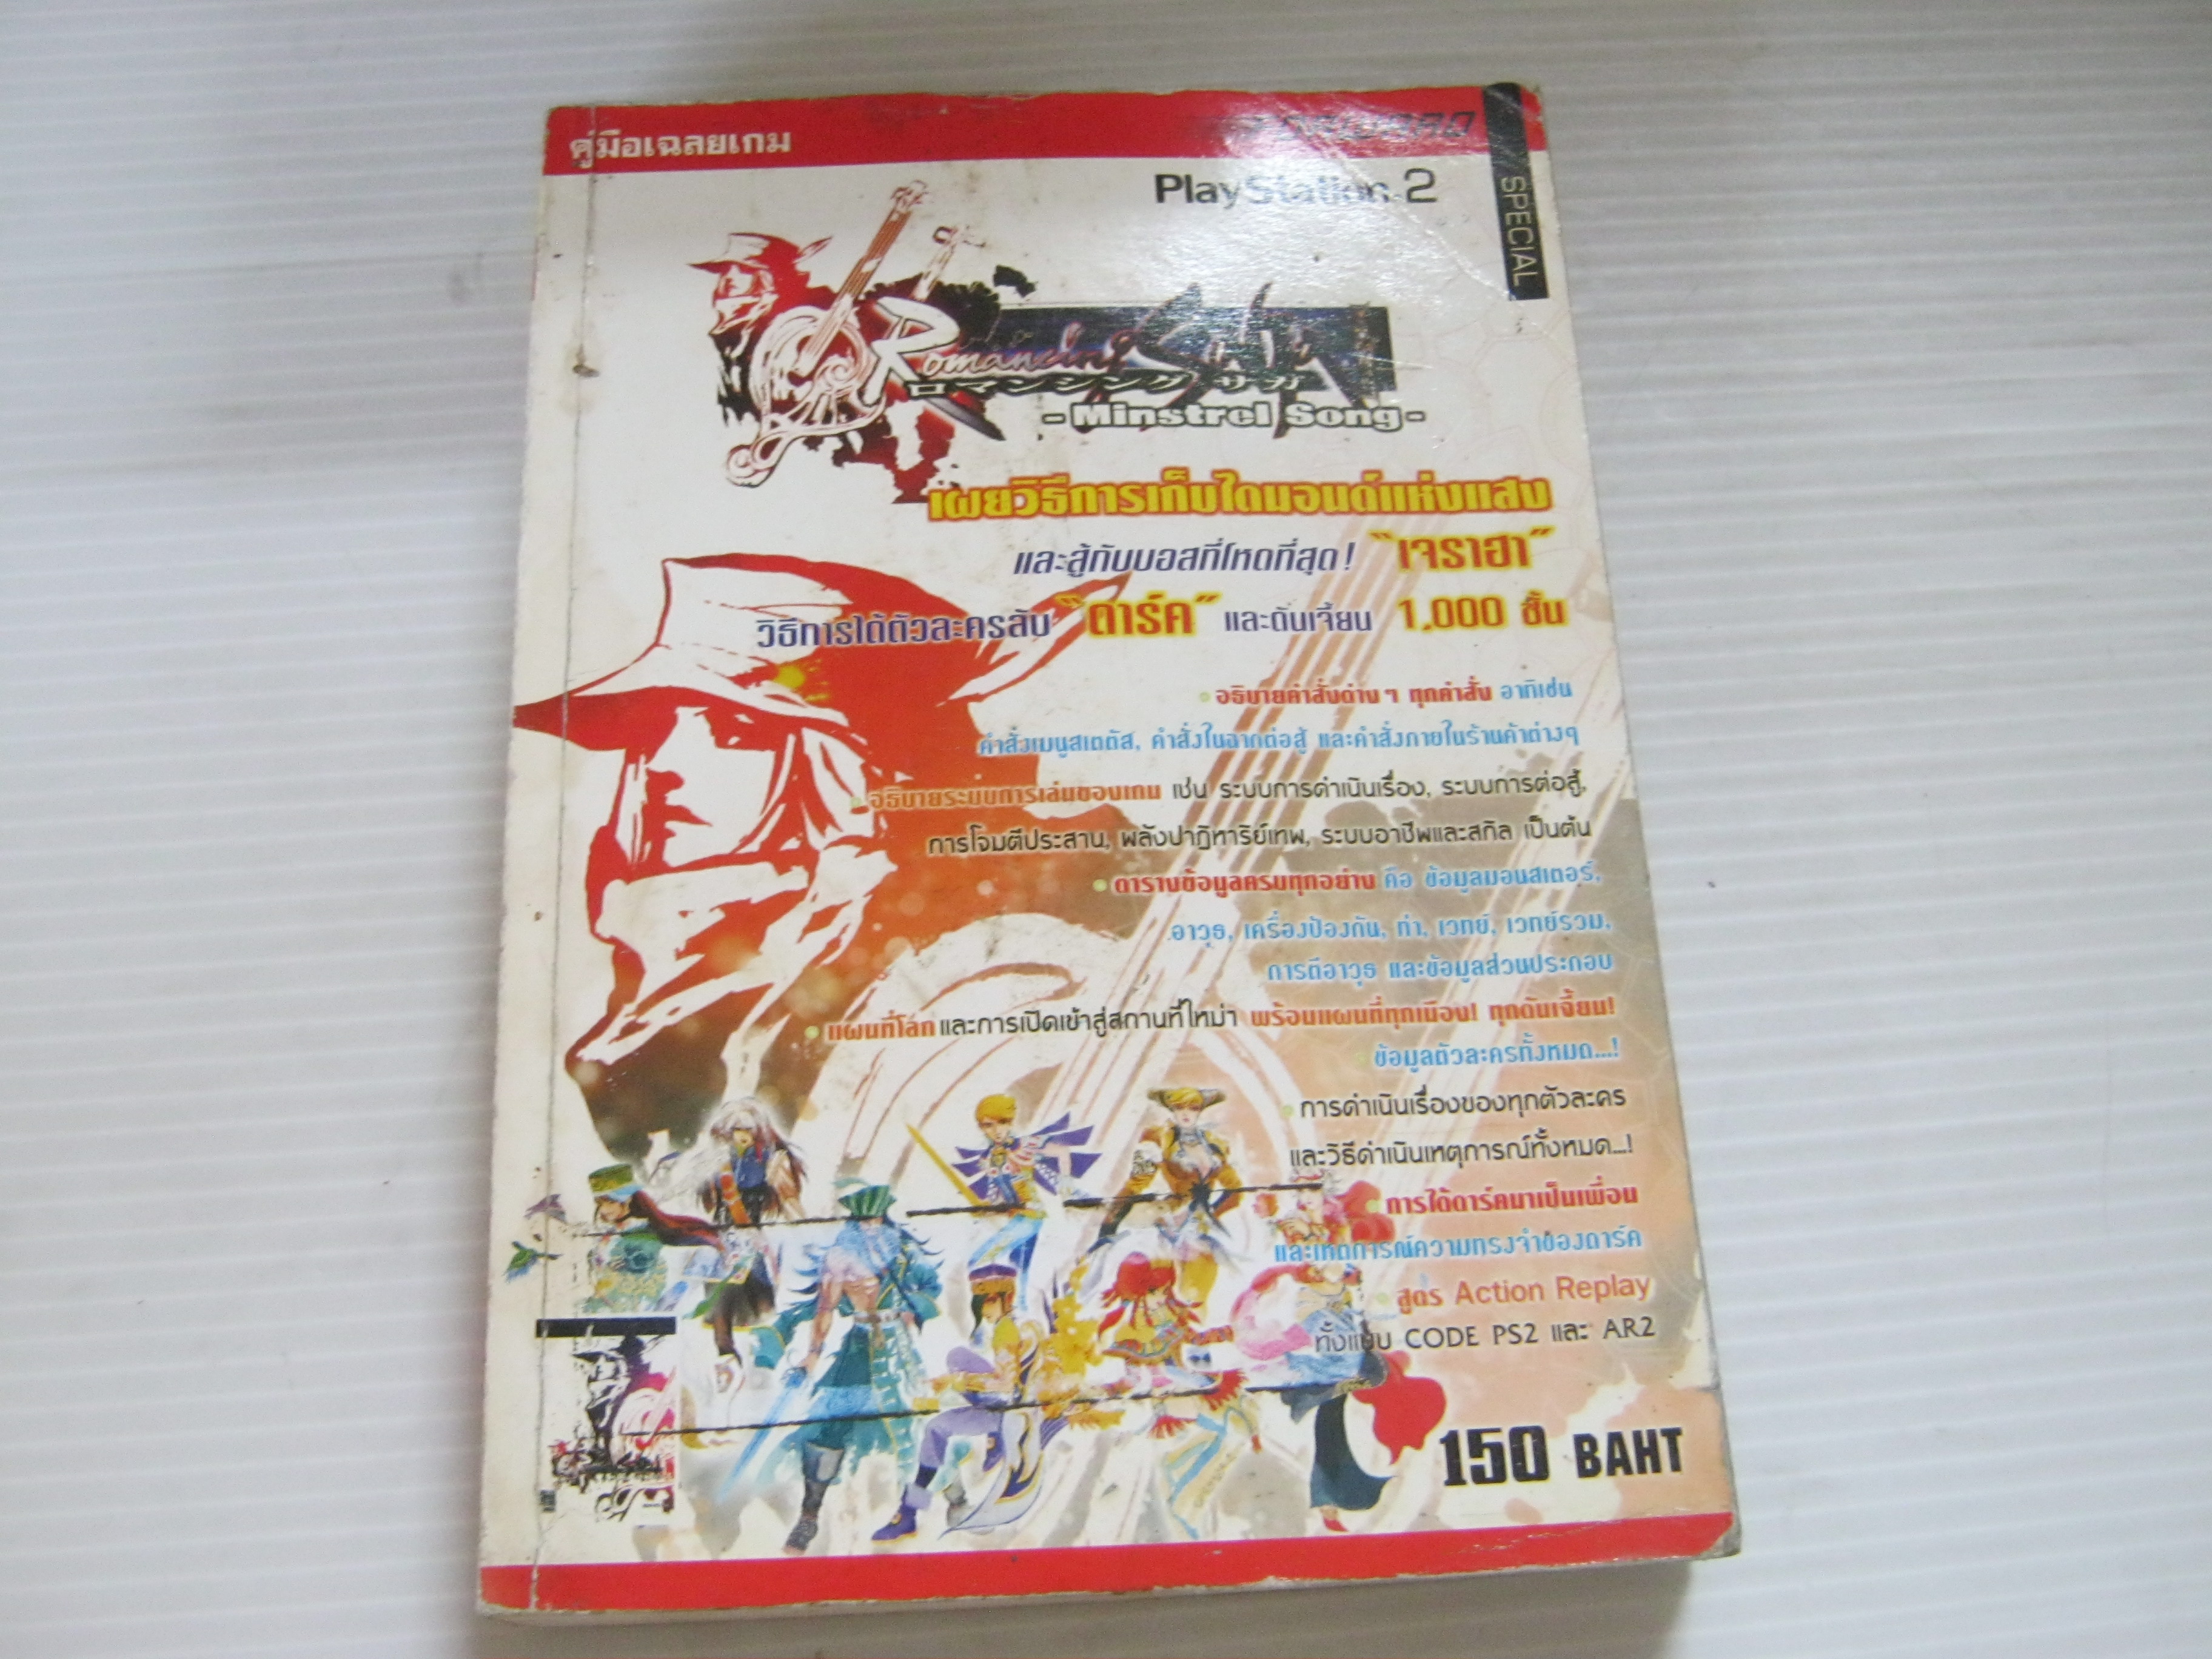 คู่มือเฉลยเกม
SPECIAL
PlayStation 2
Romancing SaGa
ロマンシング サガ
- Minstrel Song -
เผยวิธีการเก็บไดมอนด์แห่งแสง
และสู้กับบอสที่โหดที่สุด! "เจราฮา"
วิธีการได้ตัวละครลับ "ดาร์ค" และดันเจี้ยน 1,000 ชั้น
อธิบายคำสั่งต่าง ๆ ทุกคำสั่ง อาทิเช่น
คำสั่งเมนูสเตตัส, คำสั่งในฉากต่อสู้ และคำสั่งภายในร้านค้าต่างๆ
อธิบายระบบการเล่นของเกม เช่น ระบบการดำเนินเรื่อง, ระบบการต่อสู้,
การโจมตีประสาน, พลังปาฏิหาริย์เทพ, ระบบอาชีพและสกิล เป็นต้น
ตารางข้อมูลครบทุกอย่าง คือ ข้อมูลมอนสเตอร์,
อาวุธ, เครื่องป้องกัน, ท่า, เวทย์, เวทย์รวม,
การตีอาวุธ และข้อมูลส่วนประกอบ
แผนที่โลก และการเปิดเข้าสู่สถานที่ใหม่ๆ พร้อมแผนที่ทุกเมือง! ทุกดันเจี้ยน!
ข้อมูลตัวละครทั้งหมด...!
การดำเนินเรื่องของทุกตัวละคร
และวิธีดำเนินเหตุการณ์ทั้งหมด...!
การได้ดาร์คมาเป็นเพื่อน
และเหตุการณ์ความทรงจำของดาร์ค
สูตร Action Replay
ทั้งแบบ CODE PS2 และ AR2
150 BAHT